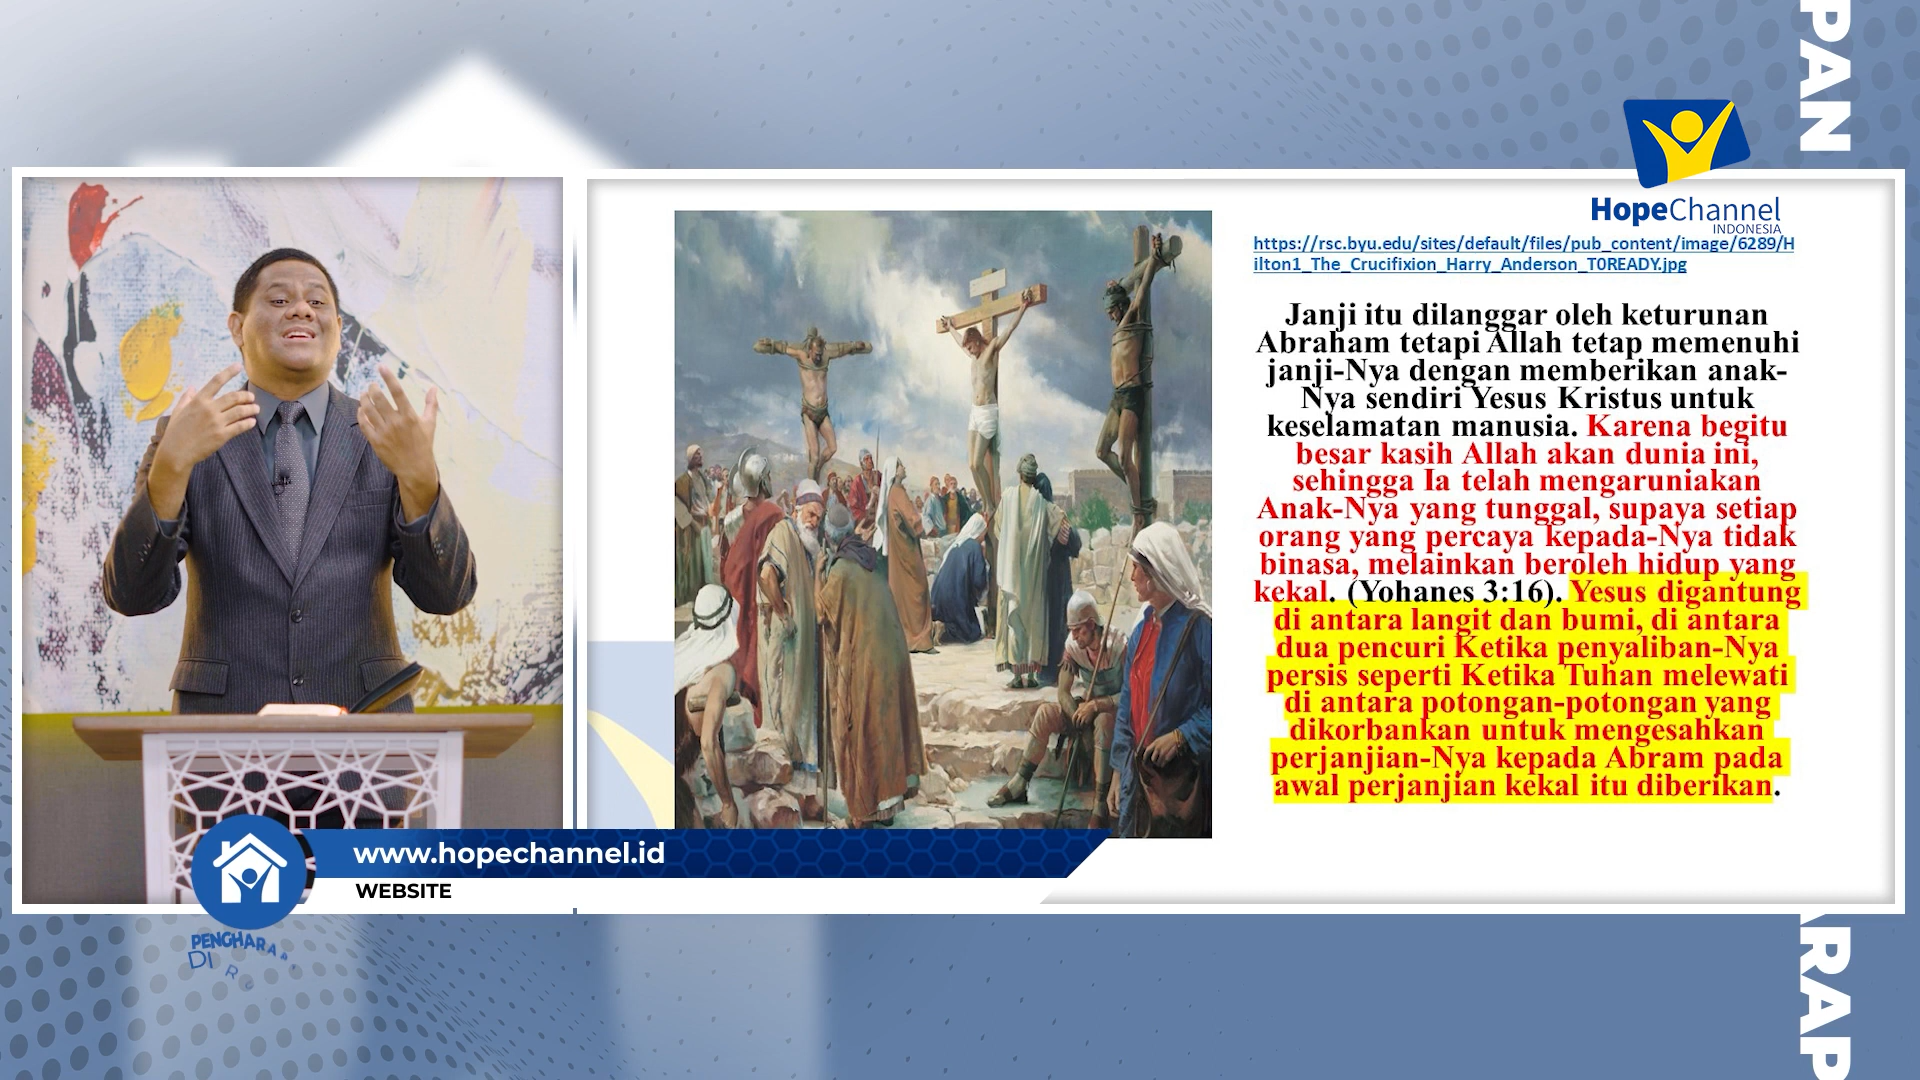 PAN
HopeChannel
INDONESIA
https://rsc.byu.edu/sites/default/files/pub_content/image/6289/H
ilton1_The_Crucifixion_Harry_Anderson_T0READY.jpg
Janji itu dilanggar oleh keturunan
Abraham tetapi Allah tetap memenuhi
janji-Nya dengan memberikan anak-
Nya sendiri Yesus Kristus untuk
keselamatan manusia. Karena begitu
besar kasih Allah akan dunia ini,
sehingga Ia telah mengaruniakan
Anak-Nya yang tunggal, supaya setiap
orang yang percaya kepada-Nya tidak
binasa, melainkan beroleh hidup yang
kekal. (Yohanes 3:16). Yesus digantung
di antara langit dan bumi, di antara
dua pencuri Ketika penyaliban-Nya
persis seperti Ketika Tuhan melewati
di antara potongan-potongan yang
dikorbankan untuk mengesahkan
perjanjian-Nya kepada Abram pada
awal perjanjian kekal itu diberikan.
www.hopechannel.id
WEBSITE
PENGHARAP
DI R
RAP